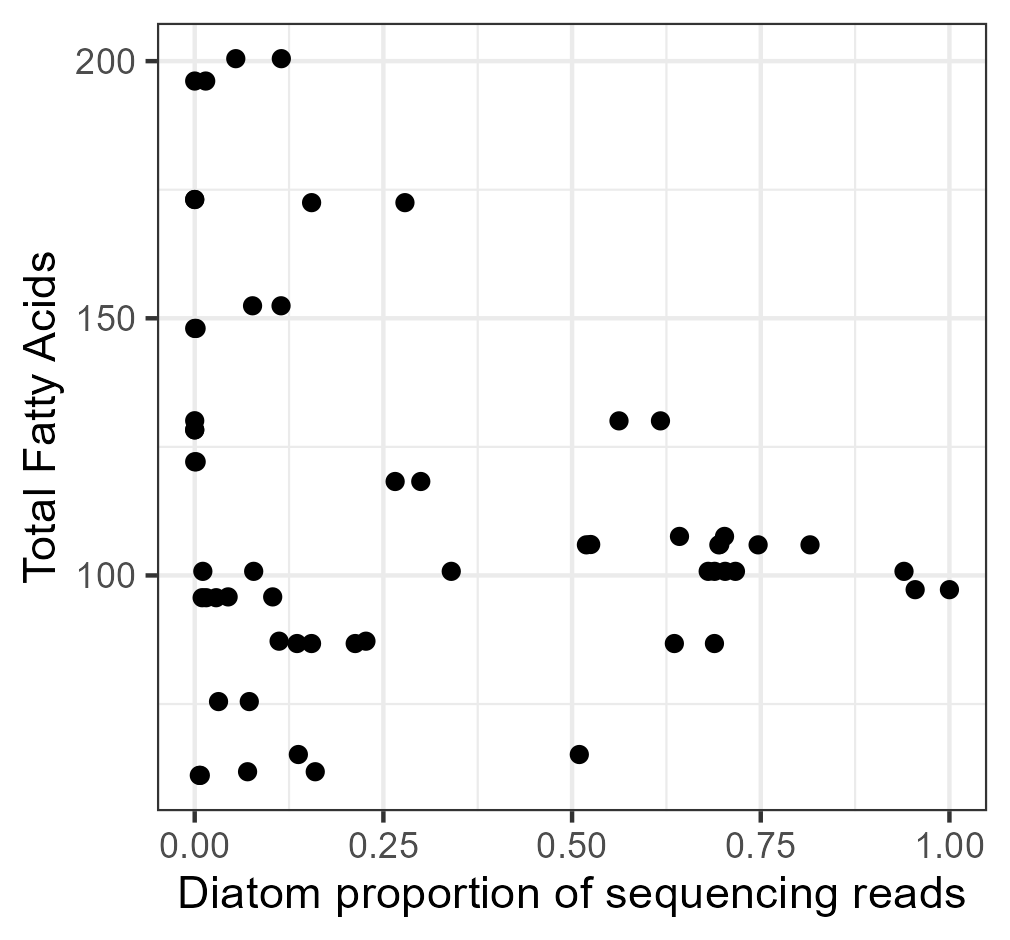 Total Fatty Acids
200
150
100
0.00 0.25 0.50 0.75 1.00
Diatom proportion of sequencing reads